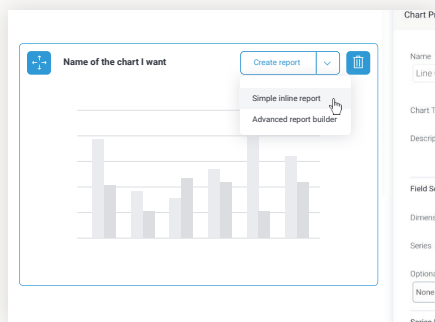 Chart P
Name of the chart I want
Create report
Name
Line
Simple inline report
Advanced report builder
Chart T
Descrip
Field Se
Dimens
Series
Optiona
None